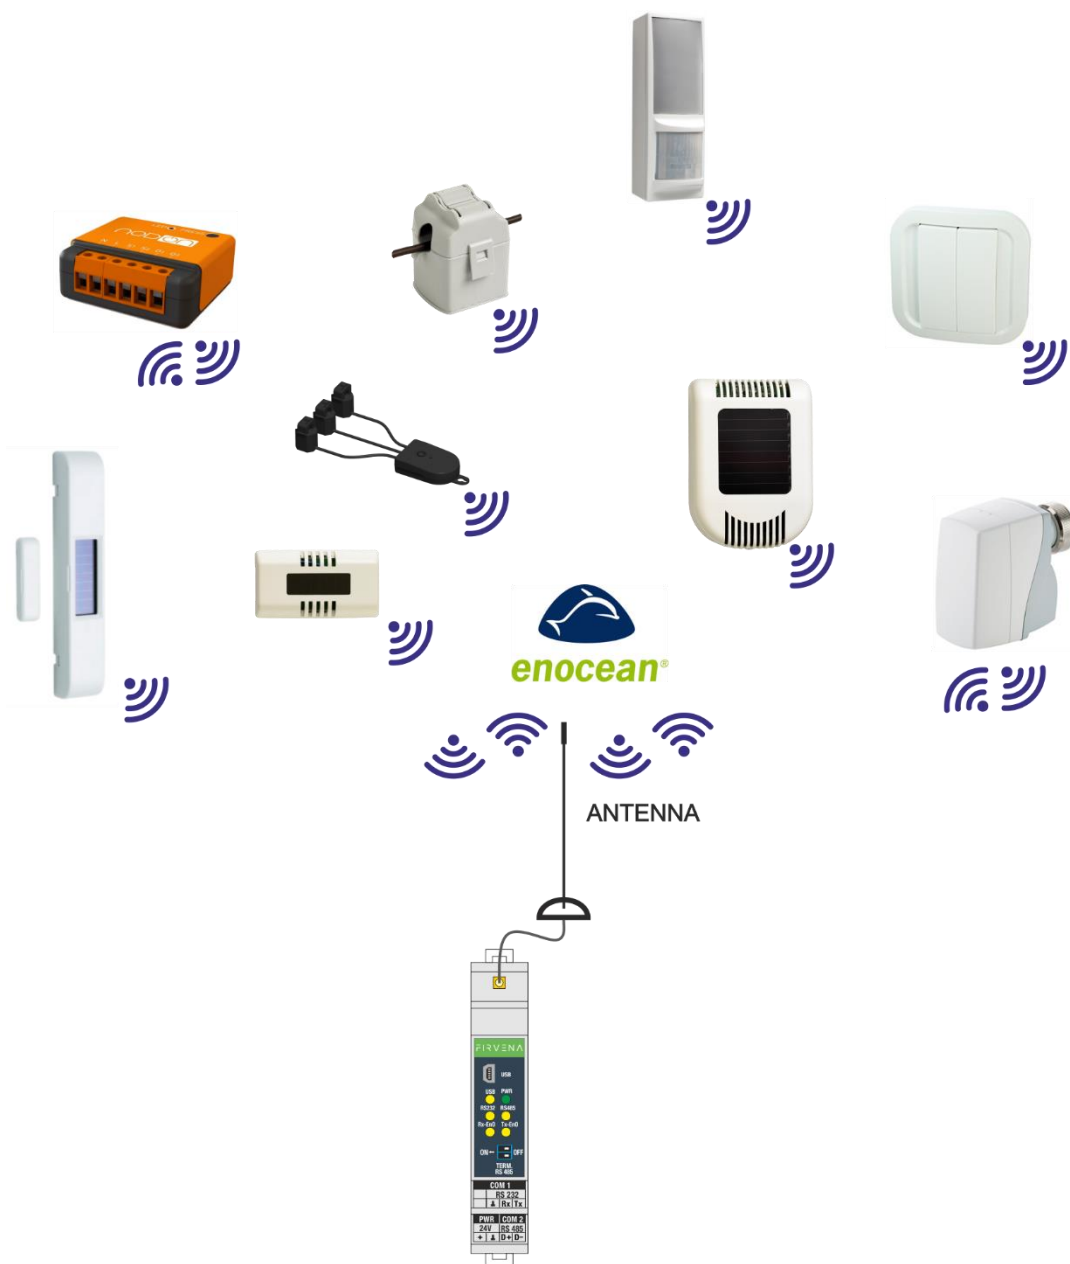 NODON
enocean®
ANTENNA
FIRVENA
USB
USB PWR
RS232 RS485
Rx-EnO Tx-EnO
ON OFF
TERM.
RS 485
COM 1
RS 232
Rx Tx
PWR COM 2
24V RS 485
+ D+ D-